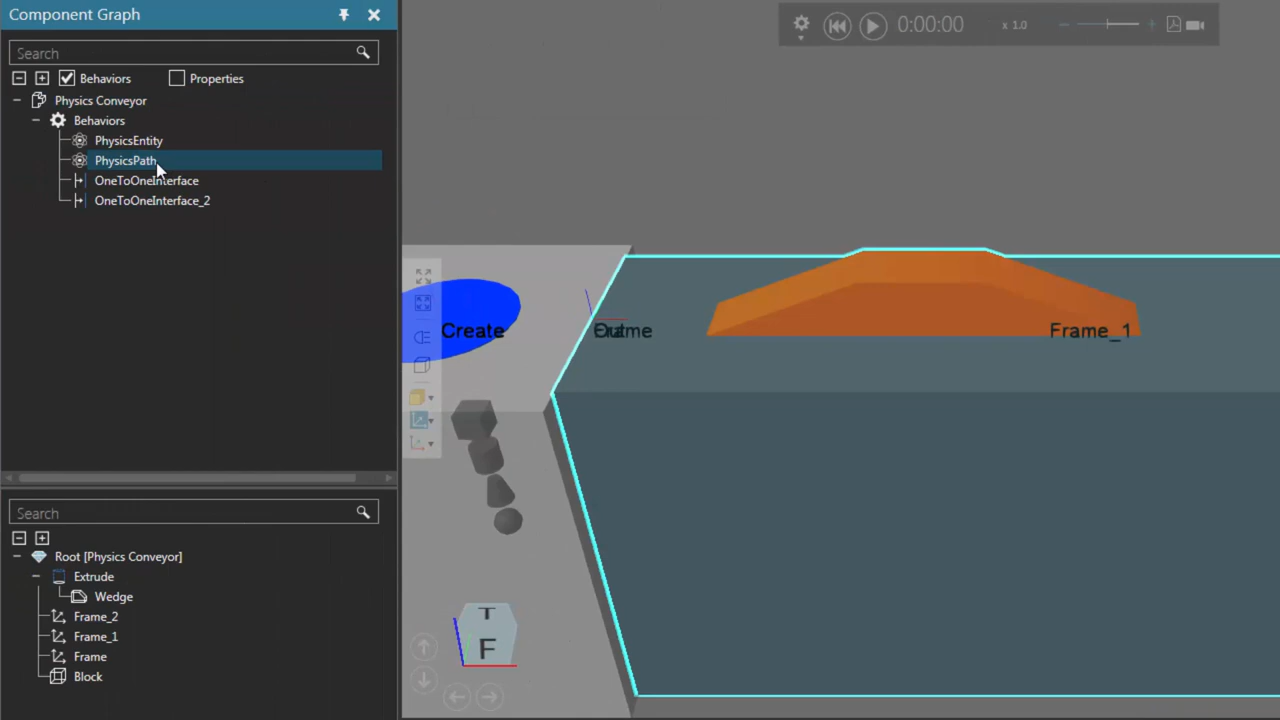 Component Graph
Search
Behaviors
Properties
Physics Conveyor
Behaviors
PhysicsEntity
PhysicsPath
OneToOneInterface
OneToOneInterface_2
Search
Root [Physics Conveyor]
Extrude
Wedge
Frame_2
Frame_1
Frame
Block
0:00:00
x 1.0
Create
Frame
Frame_1
T
F